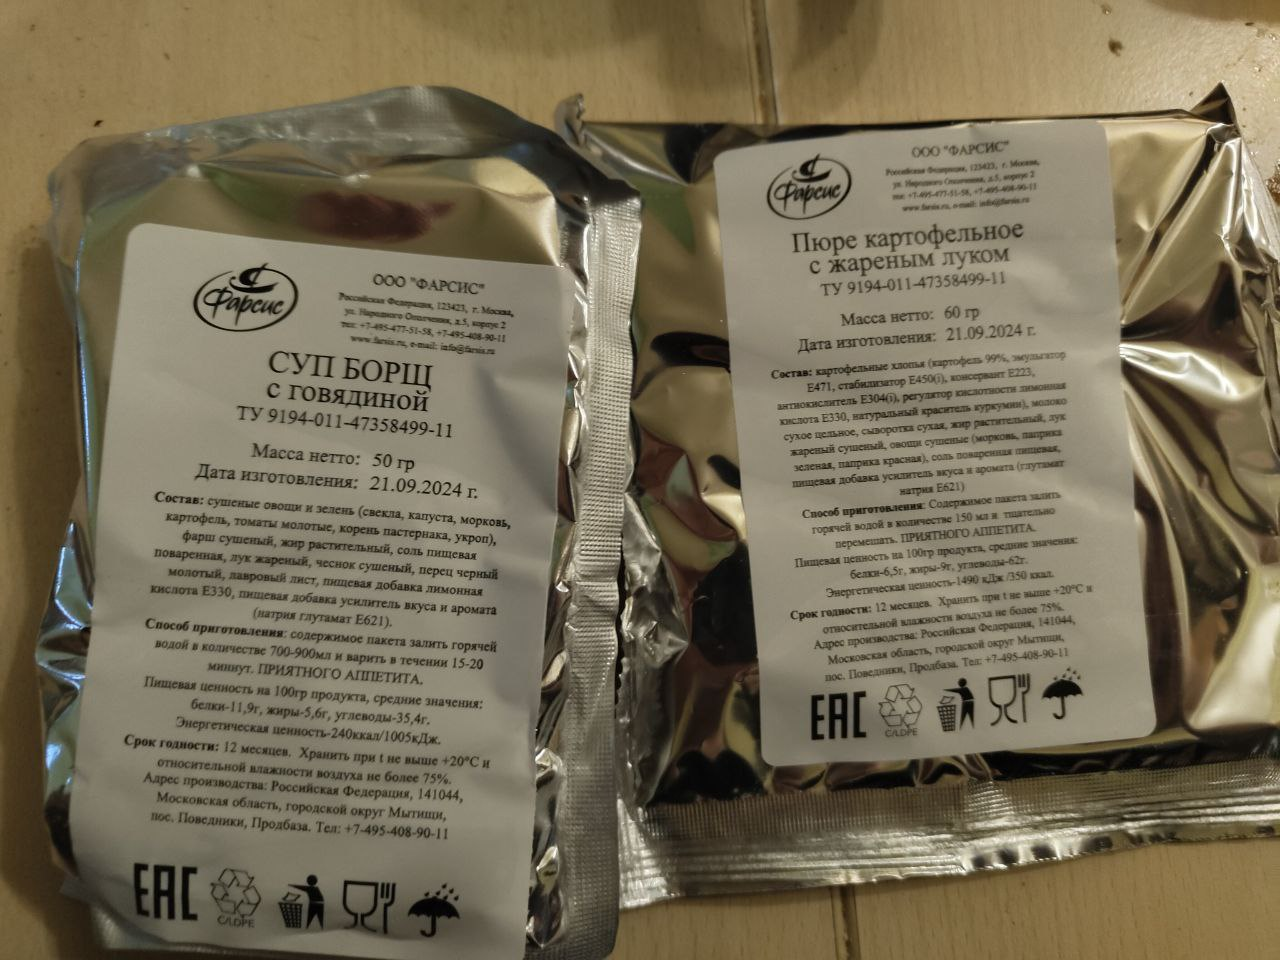 Фарсис
ООО "ФАРСИС"
Российская Федерация, 123423, г. Москва,
ул. Народного Ополчения, д.5, корпус 2
тел: +7-495-477-51-58, +7-495-408-90-11
www.farsis.ru, e-mail: info@farsis.ru
СУП БОРЩ
с говядиной
ТУ 9194-011-47358499-11
Масса нетто: 50 гр
Дата изготовления: 21.09.2024 г.
Состав: сушеные овощи и зелень (свекла, капуста, морковь,
картофель, томаты молотые, корень пастернака, укроп),
фарш сушеный, жир растительный, соль пищевая
поваренная, лук жареный, чеснок сушеный, перец черный
молотый, лавровый лист, пищевая добавка лимонная
кислота Е330, пищевая добавка усилитель вкуса и аромата
(натрия глутамат Е621).
Способ приготовления: содержимое пакета залить горячей
водой в количестве 700-900мл и варить в течении 15-20
минут. ПРИЯТНОГО АППЕТИТА.
Пищевая ценность на 100гр продукта, средние значения:
белки-11,9г, жиры-5,6г, углеводы-35,4г.
Энергетическая ценность-240ккал/1005кДж.
Срок годности: 12 месяцев. Хранить при t не выше +20°С и
относительной влажности воздуха не более 75%.
Адрес производства: Российская Федерация, 141044,
Московская область, городской округ Мытищи,
пос. Поведники, Продбаза. Тел: +7-495-408-90-11
EAC
C/LDPE
Фарсис
ООО "ФАРСИС"
Российская Федерация, 123423, г. Москва,
ул. Народного Ополчения, д.5, корпус 2
тел: +7-495-477-51-58, +7-495-408-90-11
www.farsis.ru, e-mail: info@farsis.ru
Пюре картофельное
с жареным луком
ТУ 9194-011-47358499-11
Масса нетто: 60 гр
Дата изготовления: 21.09.2024 г.
Состав: картофельные хлопья (картофель 99%, эмульгатор
Е471, стабилизатор Е450(i), консервант Е223,
антиокислитель Е304(i), регулятор кислотности лимонная
кислота Е330, натуральный краситель куркумин), молоко
сухое цельное, сыворотка сухая, жир растительный, лук
жареный сушеный, овощи сушеные (морковь, паприка
зеленая, паприка красная), соль поваренная пищевая,
пищевая добавка усилитель вкуса и аромата (глутамат
натрия Е621)
Способ приготовления: Содержимое пакета залить
горячей водой в количестве 150 мл и тщательно
перемешать. ПРИЯТНОГО АППЕТИТА.
Пищевая ценность на 100гр продукта, средние значения:
белки-6,5г, жиры-9г, углеводы-62г.
Энергетическая ценность-1490 кДж /350 ккал.
Срок годности: 12 месяцев. Хранить при t не выше +20°С и
относительной влажности воздуха не более 75%.
Адрес производства: Российская Федерация, 141044,
Московская область, городской округ Мытищи,
пос. Поведники, Продбаза. Тел: +7-495-408-90-11
EAC
C/LDPE